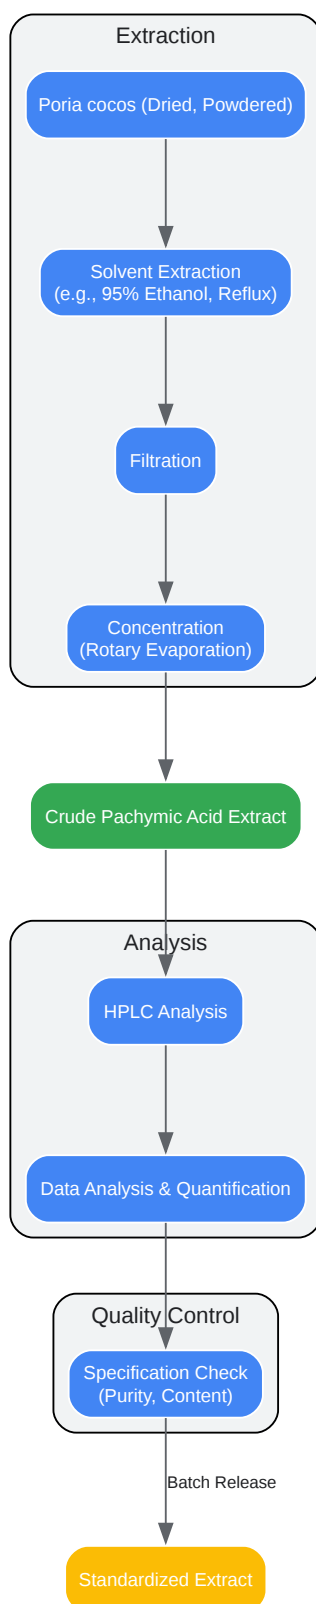 Extraction
Poria cocos (Dried, Powdered)
Solvent Extraction
(e.g., 95% Ethanol, Reflux)
Filtration
Concentration
(Rotary Evaporation)
Crude Pachymic Acid Extract
Analysis
HPLC Analysis
Data Analysis & Quantification
Quality Control
Specification Check
(Purity, Content)
Batch Release
Standardized Extract